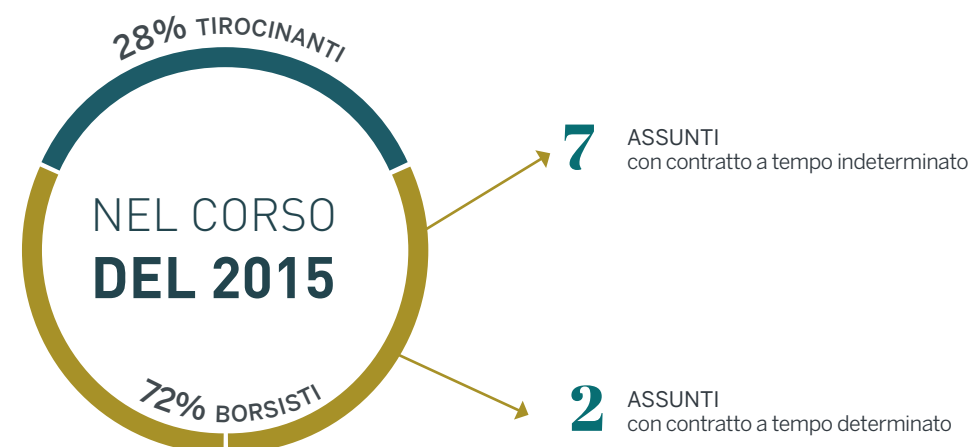 28% TIROCINANTI
NEL CORSO
DEL 2015
72% BORSISTI
7
ASSUNTI
con contratto a tempo indeterminato
2
ASSUNTI
con contratto a tempo determinato